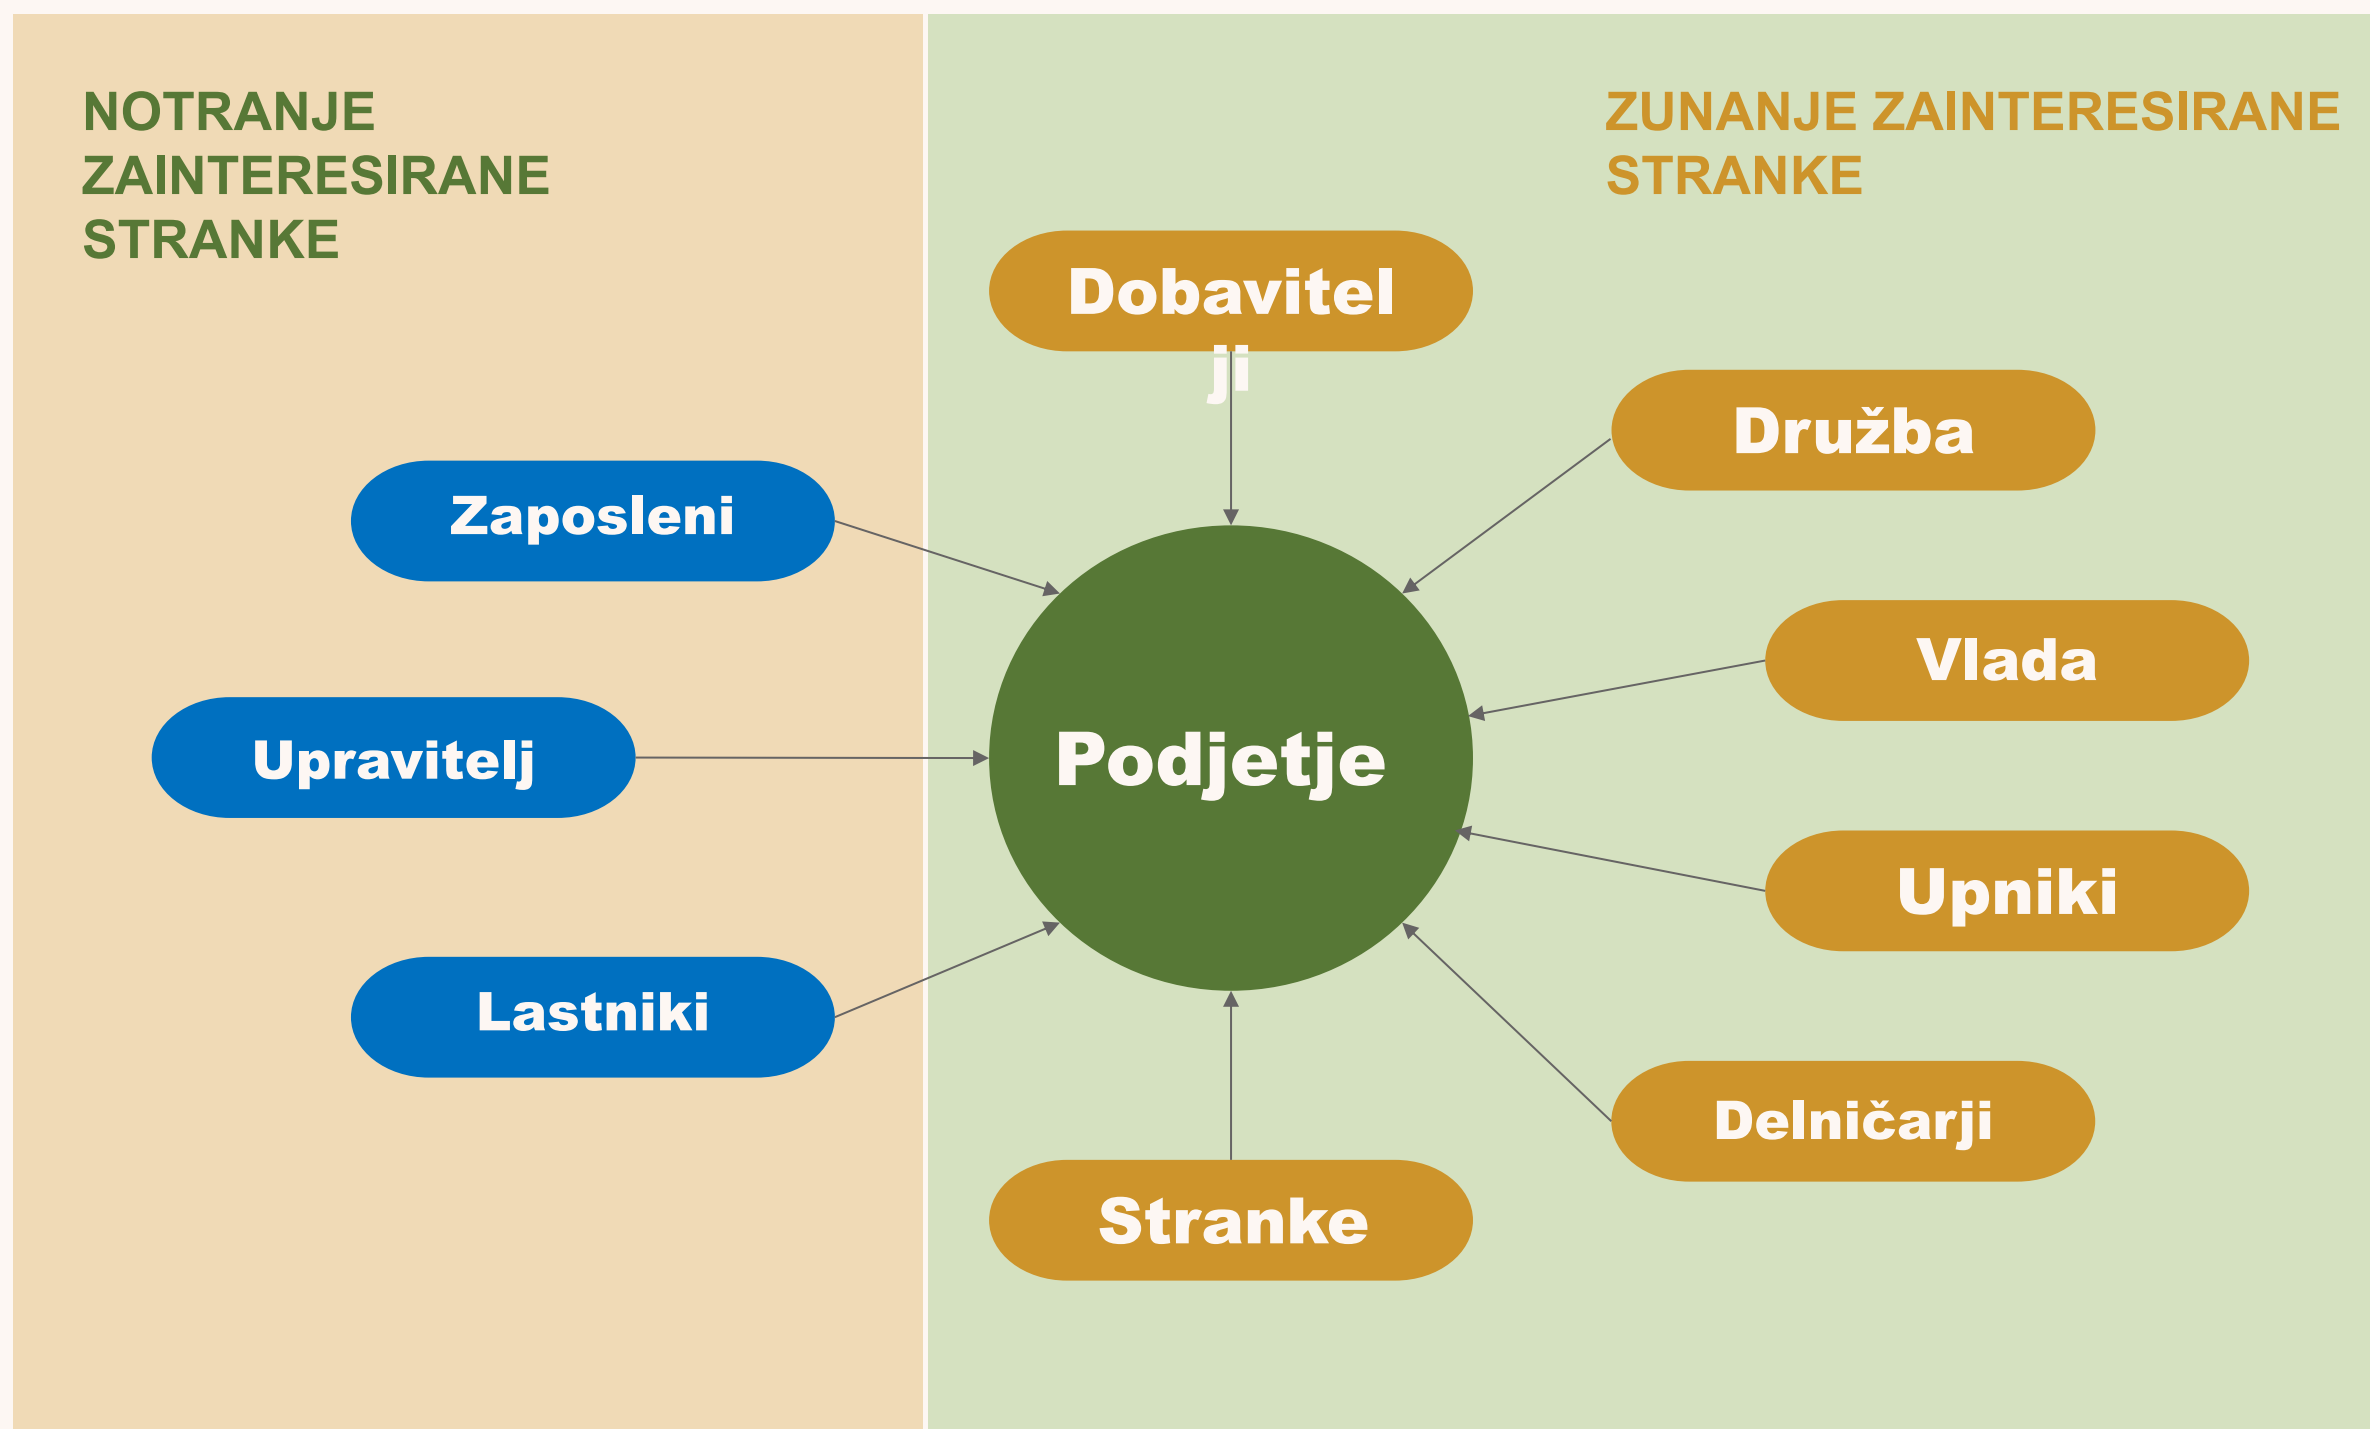 NOTRANJE
ZAINTERESIRANE
STRANKE
ZUNANJE ZAINTERESIRANE
STRANKE
Dobavitel
ji
Družba
Zaposleni
Vlada
Upravitelj
Podjetje
Upniki
Lastniki
Delničarji
Stranke